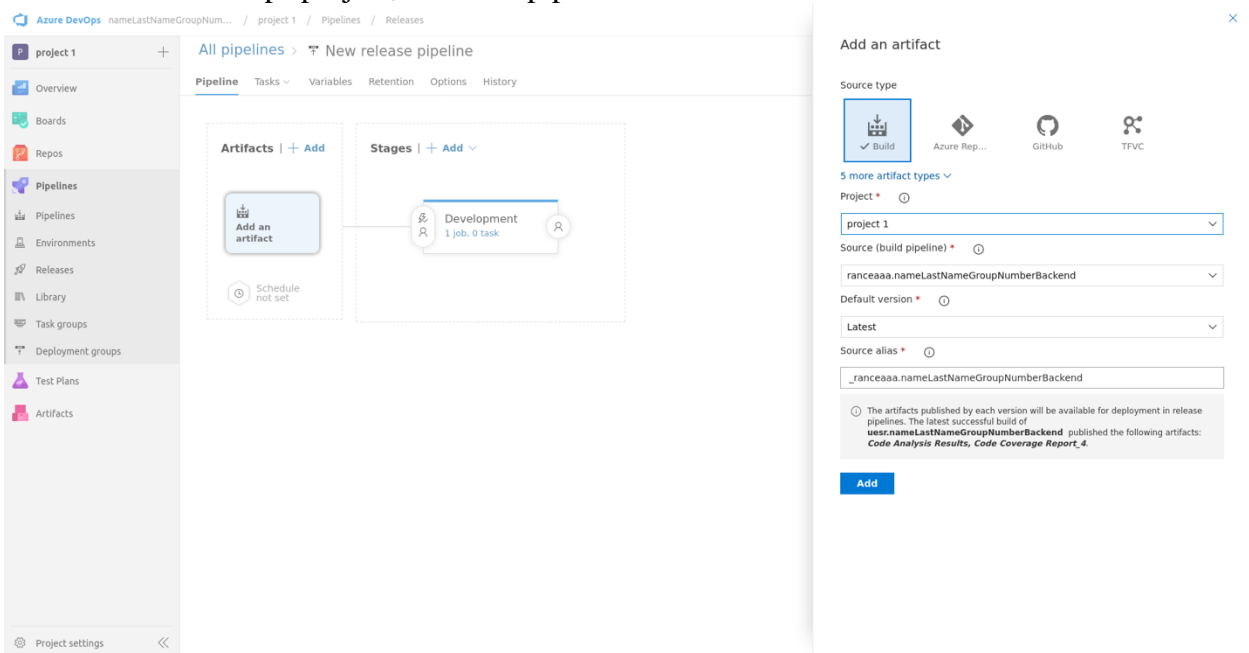 Azure DevOps nameLastNameGroupNum... / project 1 / Pipelines / Releases
P project 1
Overview
Boards
Repos
Pipelines
Pipelines
Environments
Releases
Library
Task groups
Deployment groups
Test Plans
Artifacts
Project settings
All pipelines > New release pipeline
Pipeline Tasks Variables Retention Options History
Artifacts | + Add
Stages | + Add
Add an
artifact
Schedule
not set
Development
1 job, 0 task
Add an artifact
Source type
Build
Azure Rep...
GitHub
TFVC
5 more artifact types
Project *
project 1
Source (build pipeline) *
ranceaaa.nameLastNameGroupNumberBackend
Default version *
Latest
Source alias *
_ranceaaa.nameLastNameGroupNumberBackend
The artifacts published by each version will be available for deployment in release
pipelines. The latest successful build of
uesr.nameLastNameGroupNumberBackend published the following artifacts:
Code Analysis Results, Code Coverage Report_4.
Add